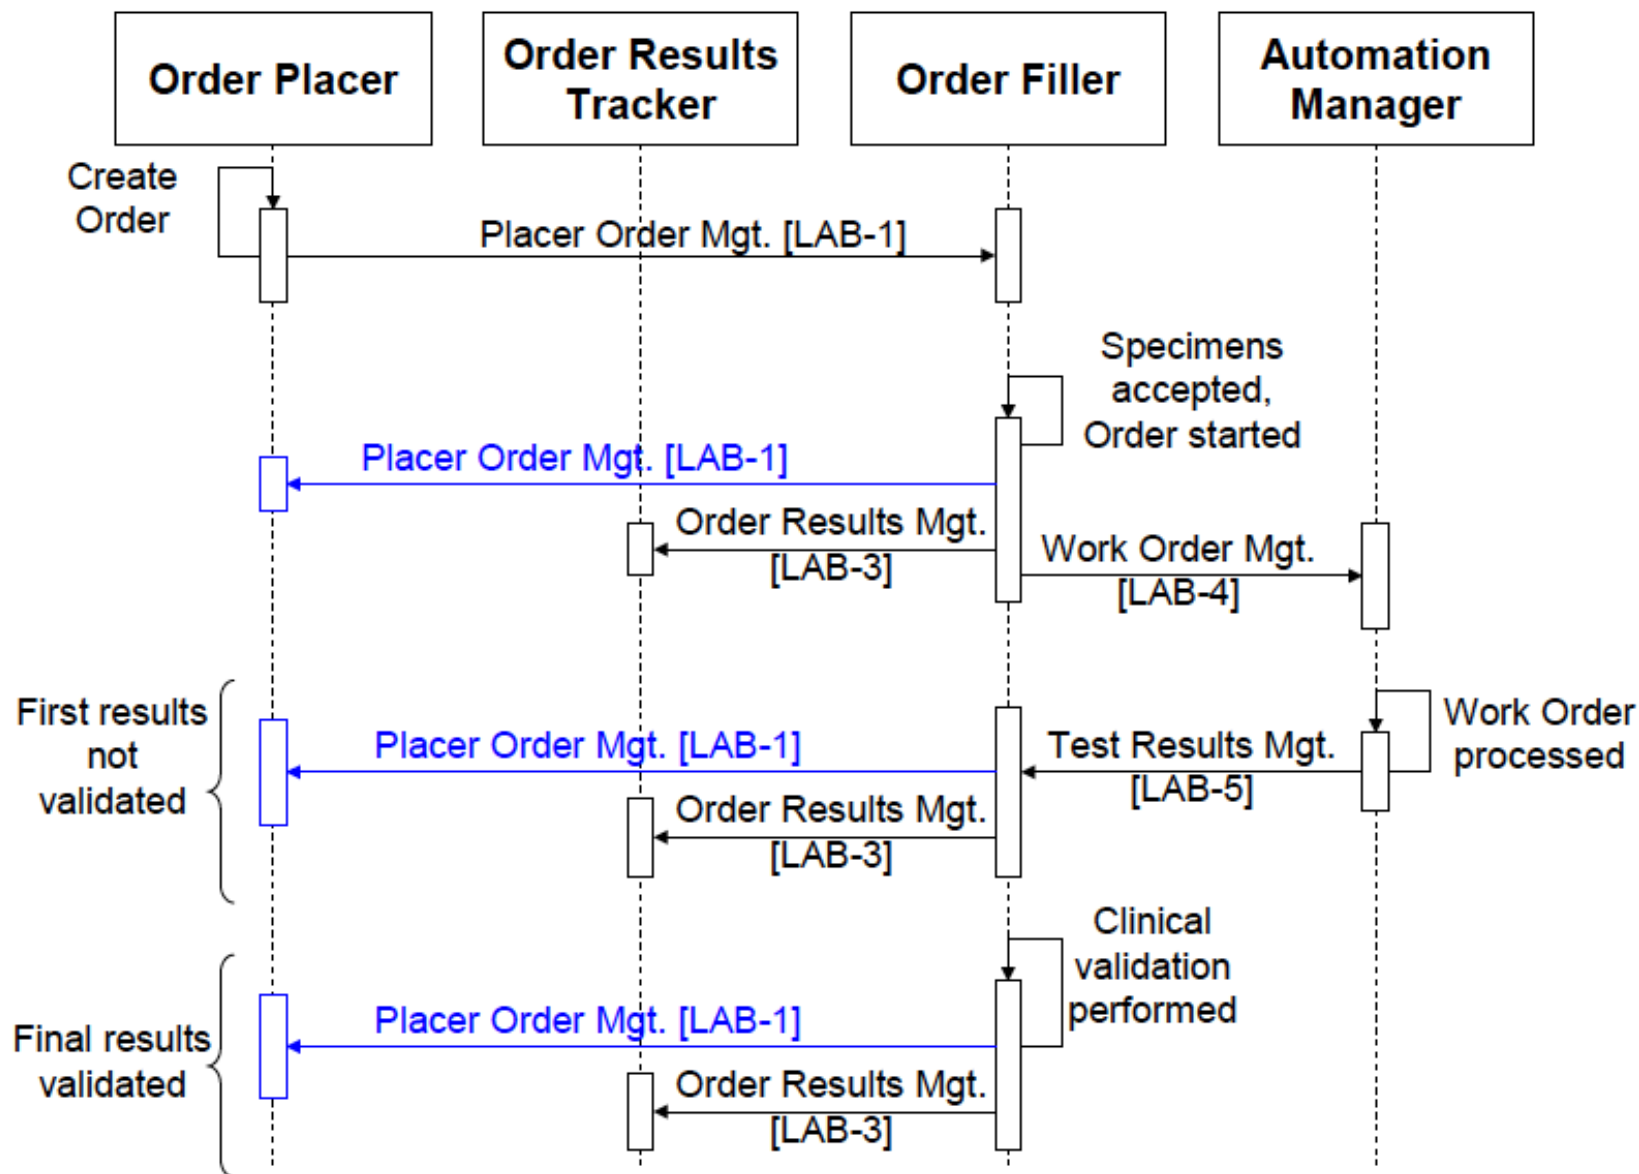 Order Placer
Order Results
Tracker
Order Filler
Automation
Manager
Create
Order
Placer Order Mgt. [LAB-1]
Specimens
accepted,
Order started
Placer Order Mgt. [LAB-1]
Order Results Mgt.
[LAB-3]
Work Order Mgt.
[LAB-4]
First results
not
validated
Placer Order Mgt. [LAB-1]
Test Results Mgt.
[LAB-5]
Work Order
processed
Order Results Mgt.
[LAB-3]
Clinical
validation
performed
Final results
validated
Placer Order Mgt. [LAB-1]
Order Results Mgt.
[LAB-3]